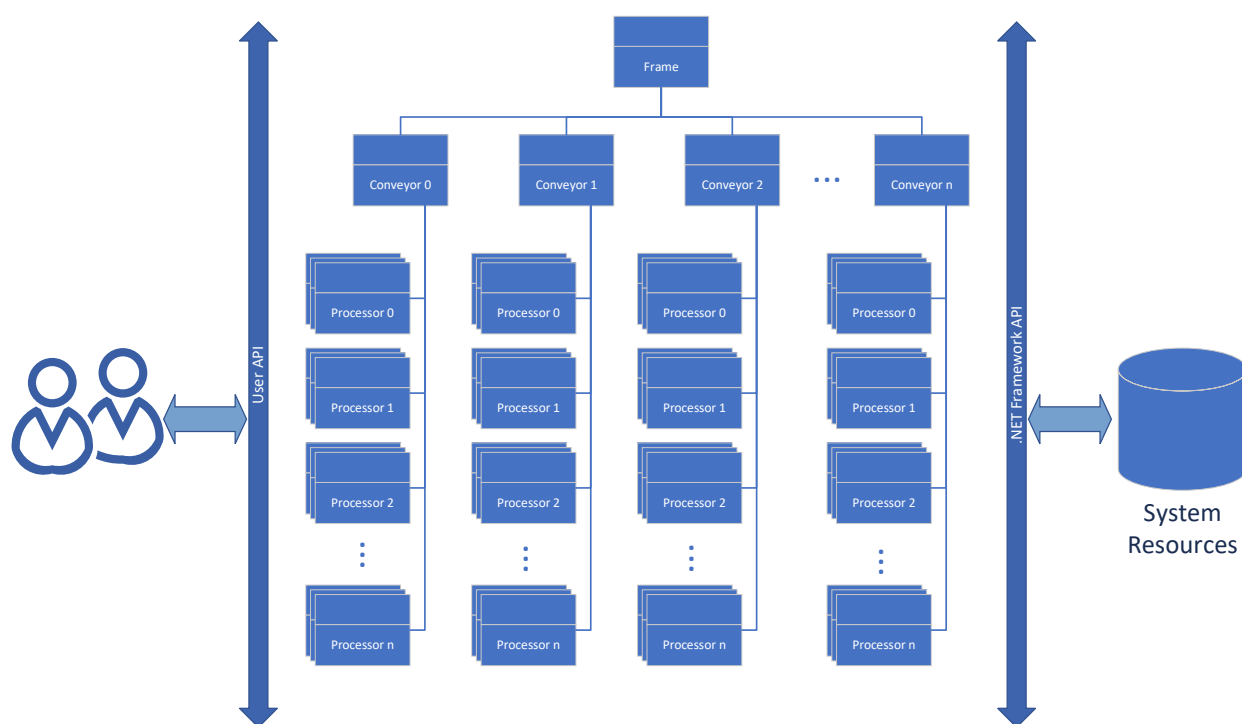 Frame
Conveyor 0
Conveyor 1
Conveyor 2
...
Conveyor n
Processor 0
Processor 0
Processor 0
Processor 0
User API
.NET Framework API
Processor 1
Processor 1
Processor 1
Processor 1
Processor 2
Processor 2
Processor 2
Processor 2
System
Resources
Processor n
Processor n
Processor n
Processor n